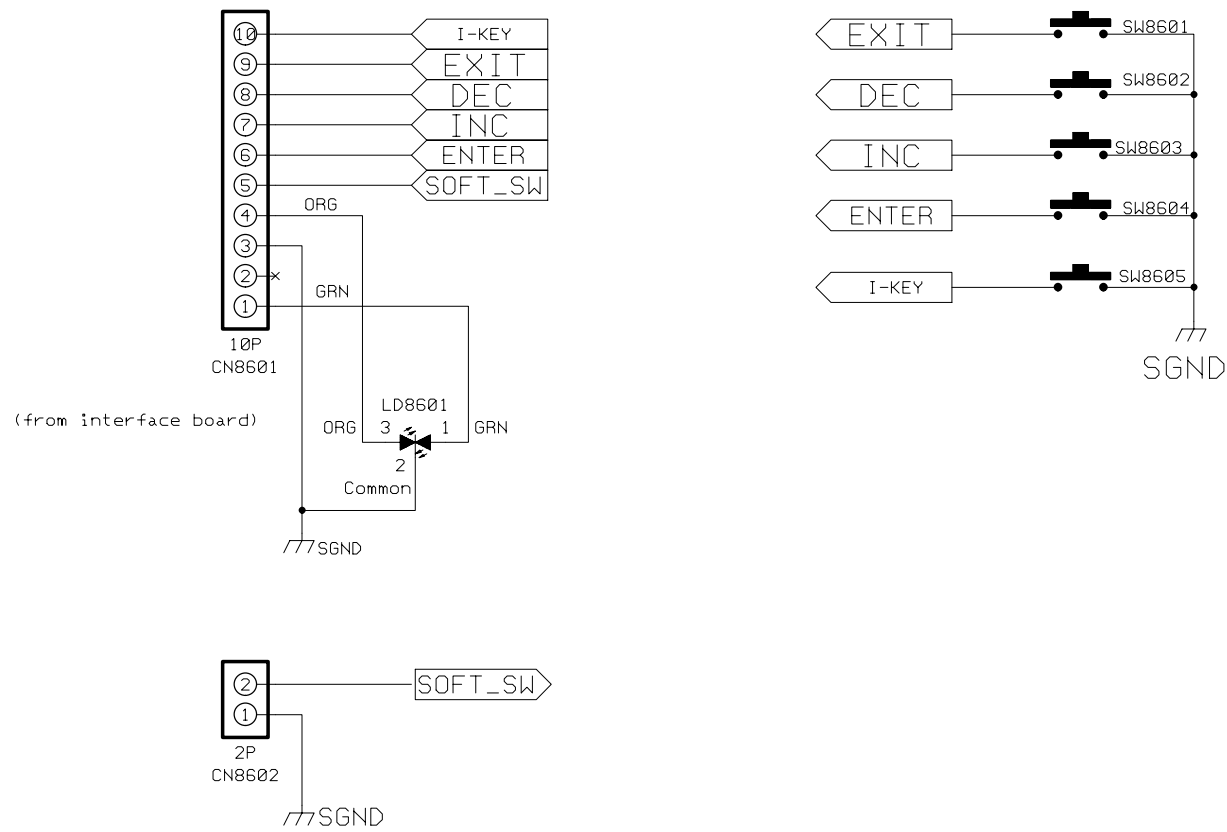 10 I-KEY
9 EXIT
8 DEC
7 INC
6 ENTER
5 SOFT_SW
4 ORG
3
2
1 GRN
10P
CN8601
(from interface board)
LD8601
ORG 3 1 GRN
2
Common
SGND
2 SOFT_SW
1
2P
CN8602
SGND
EXIT SW8601
DEC SW8602
INC SW8603
ENTER SW8604
I-KEY SW8605
SGND